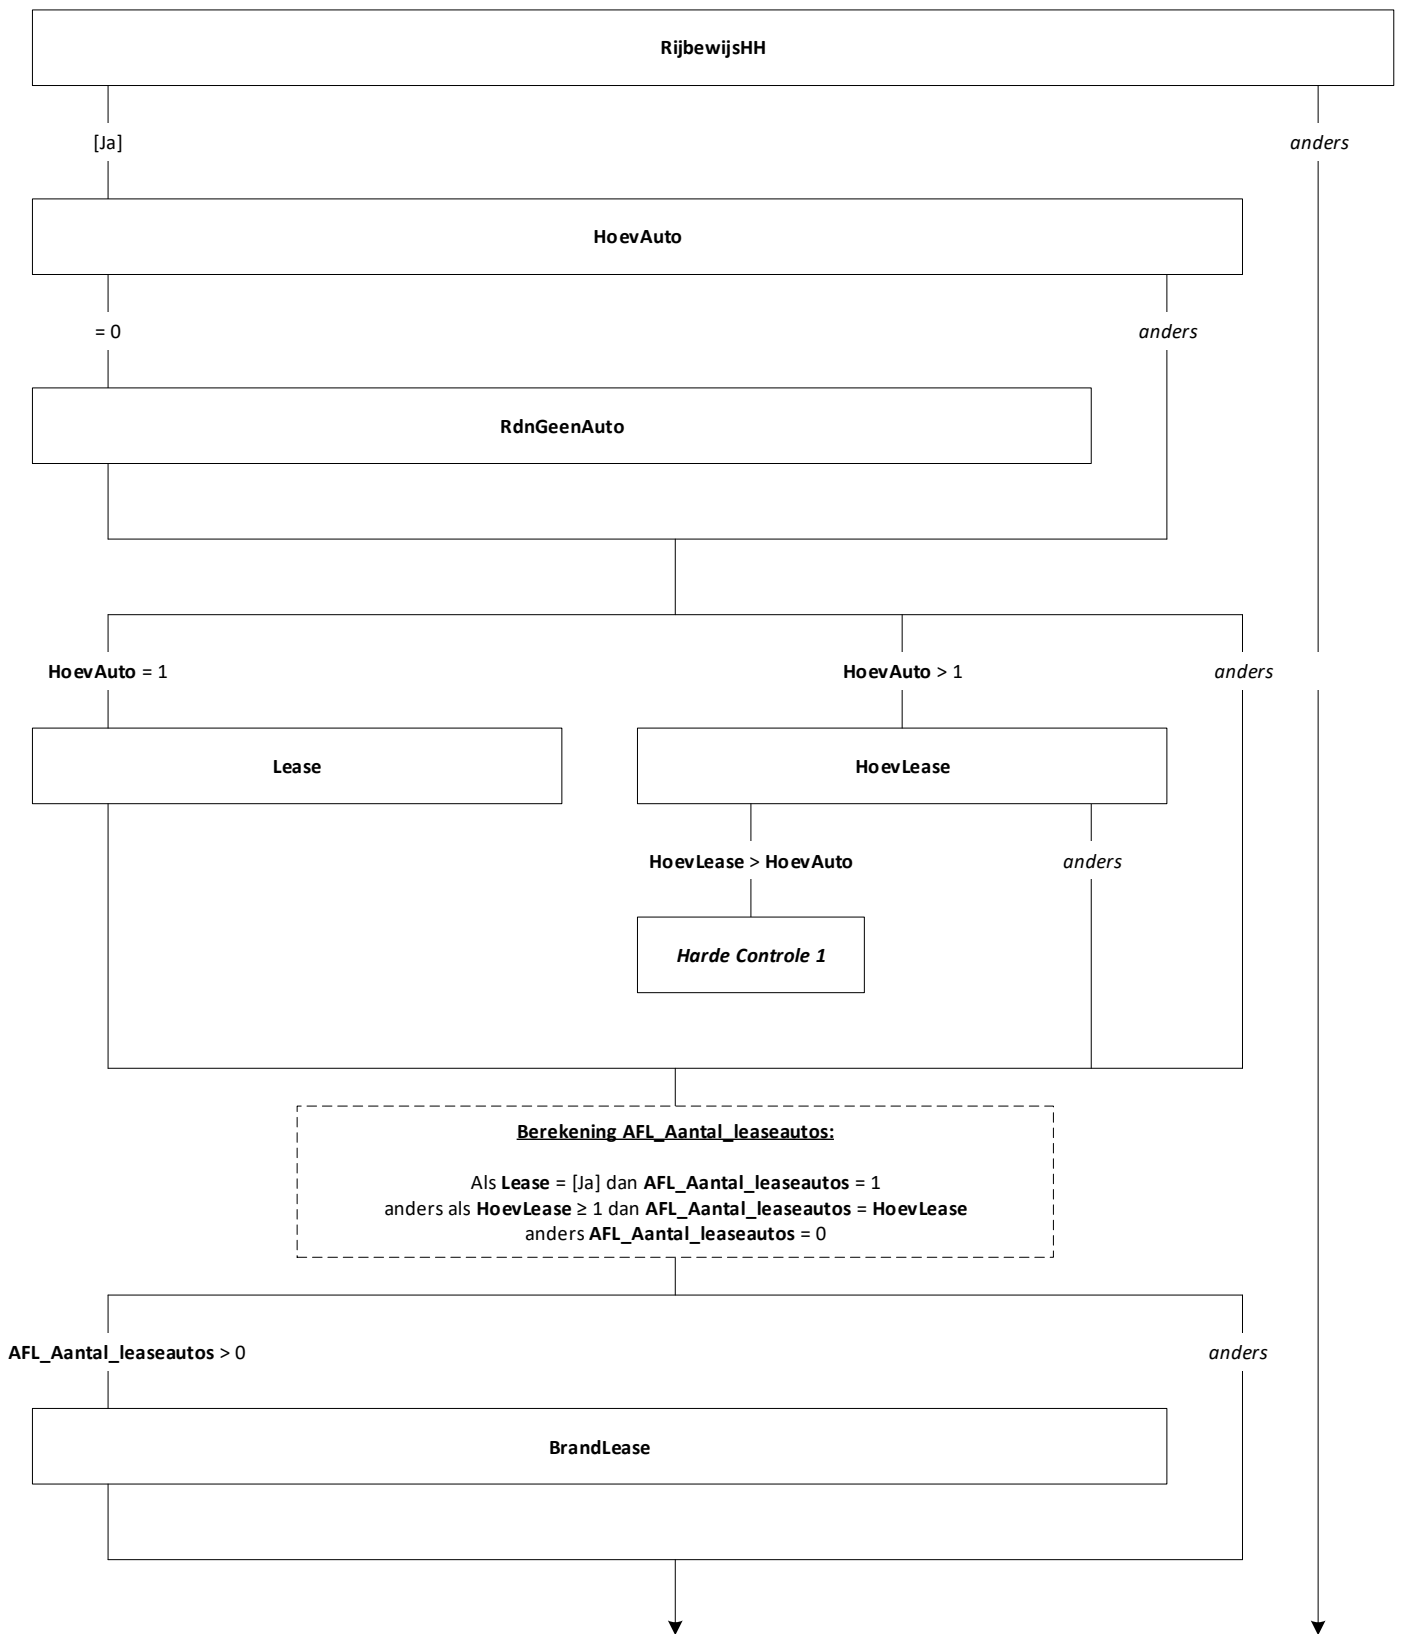 RijbewijsHH
[Ja]
anders
HoevAuto
= 0
anders
RdnGeenAuto
HoevAuto = 1
HoevAuto > 1
anders
Lease
HoevLease
HoevLease > HoevAuto
anders
Harde Controle 1
Berekening AFL_Aantal_leaseautos:
Als Lease = [Ja] dan AFL_Aantal_leaseautos = 1
anders als HoevLease ≥ 1 dan AFL_Aantal_leaseautos = HoevLease
anders AFL_Aantal_leaseautos = 0
AFL_Aantal_leaseautos > 0
anders
BrandLease